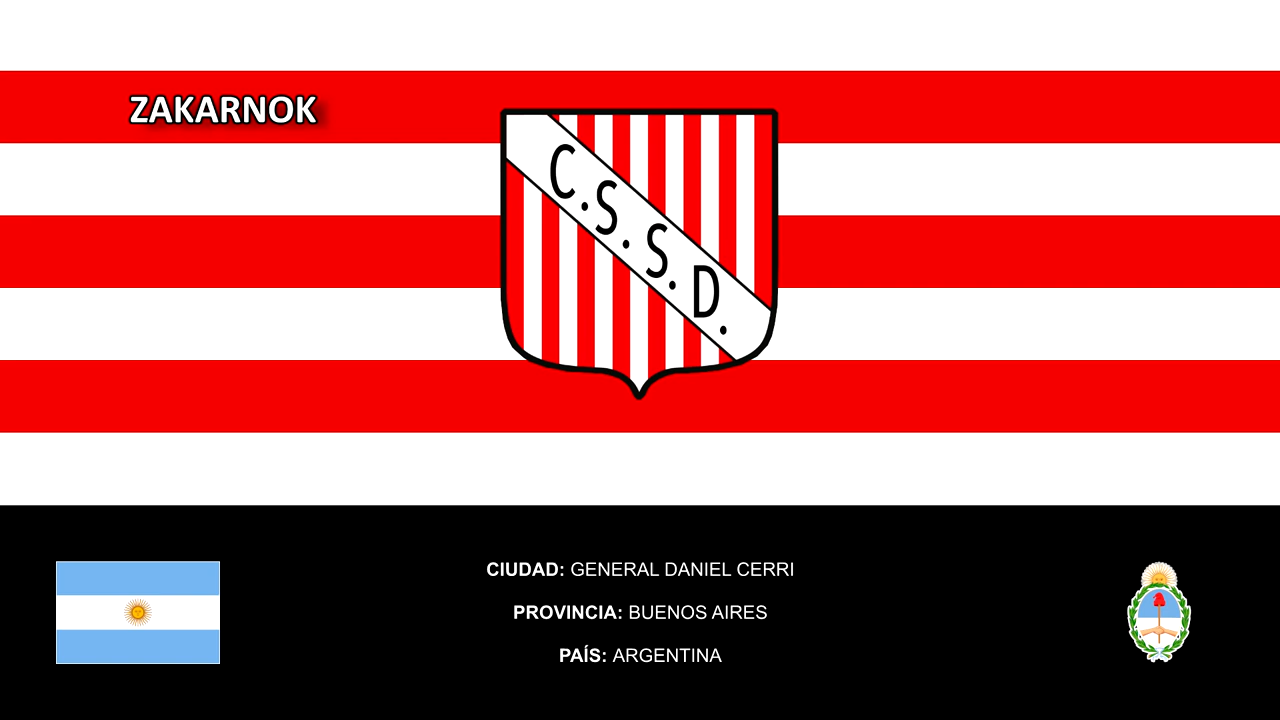 ZAKARNOK
C.S.S.D.
CIUDAD: GENERAL DANIEL CERRI
PROVINCIA: BUENOS AIRES
PAÍS: ARGENTINA